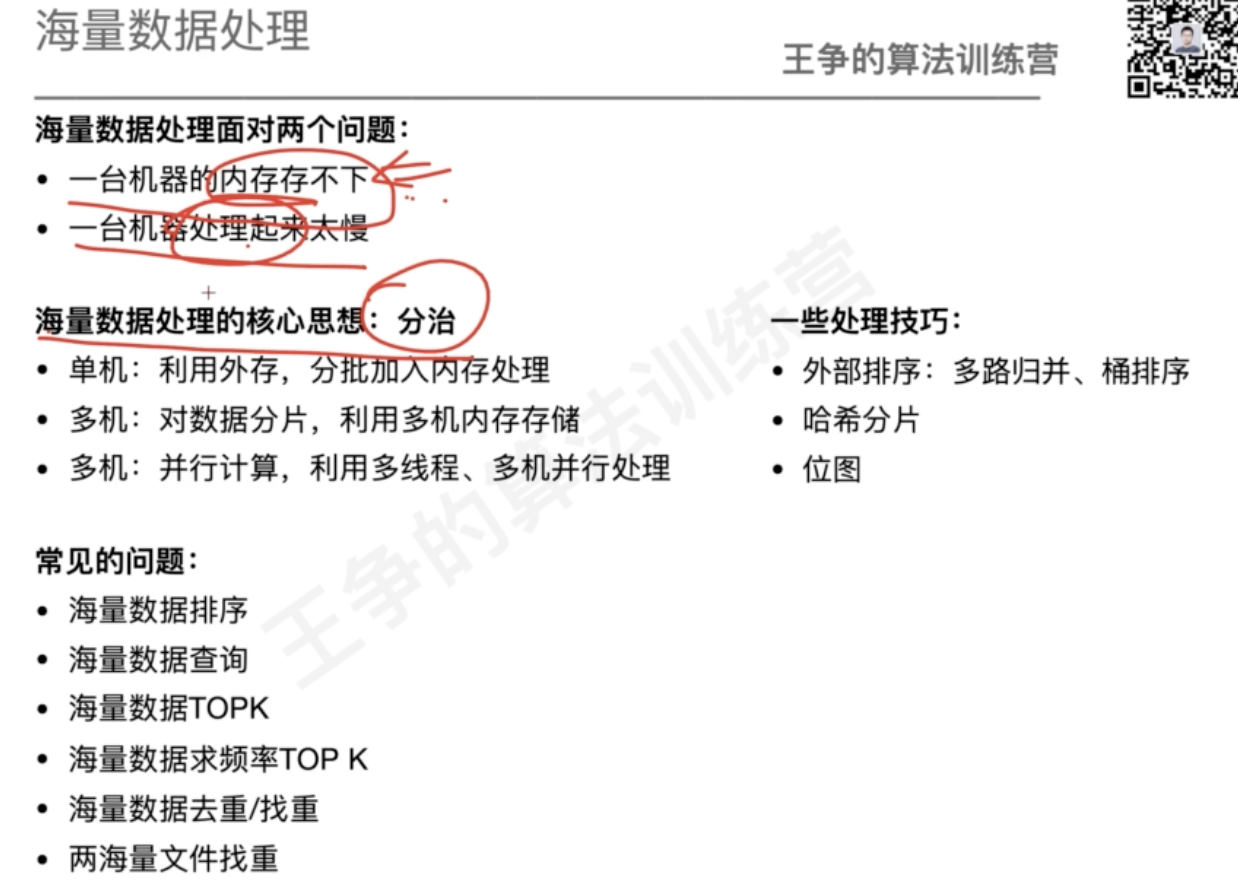 海量数据处理
王争的算法训练营
海量数据处理面对两个问题：
• 一台机器的内存存不下
• 一台机器处理起来太慢
海量数据处理的核心思想：分治
• 单机：利用外存，分批加入内存处理
• 多机：对数据分片，利用多机内存存储
• 多机：并行计算，利用多线程、多机并行处理
一些处理技巧：
• 外部排序：多路归并、桶排序
• 哈希分片
• 位图
常见的问题：
• 海量数据排序
• 海量数据查询
• 海量数据TOPK
• 海量数据求频率TOP K
• 海量数据去重/找重
• 两海量文件找重
王争的算法训练营